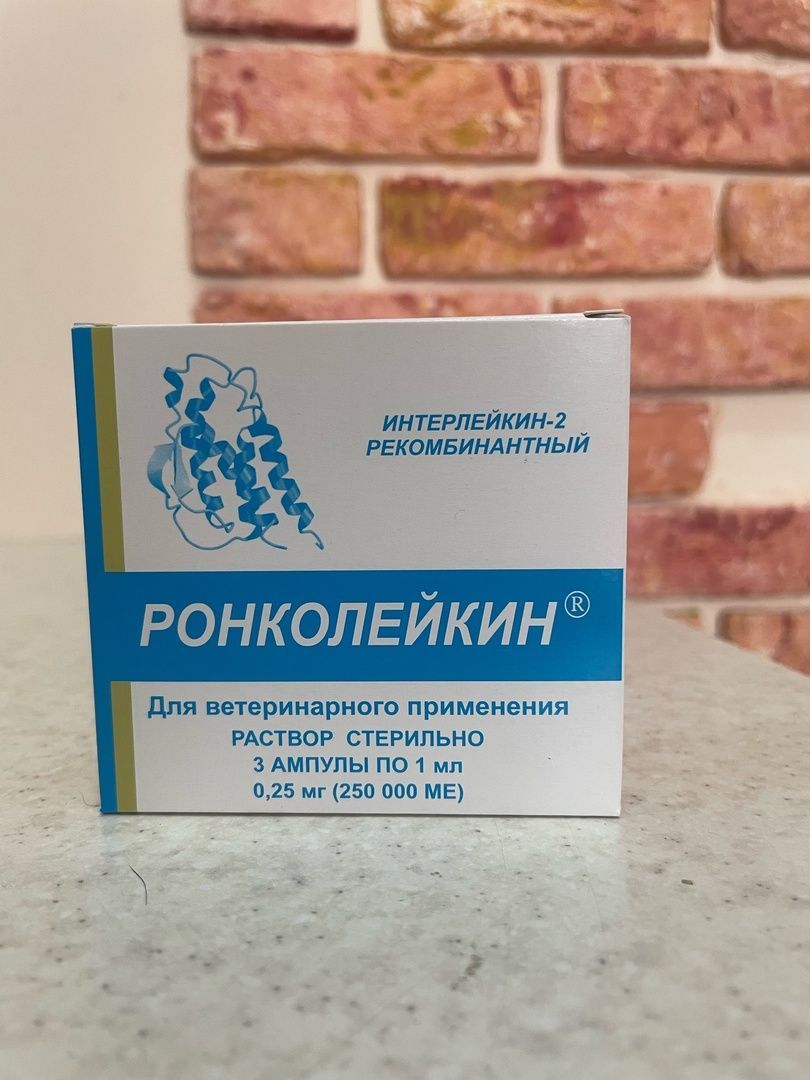 ИНТЕРЛЕЙКИН-2
РЕКОМБИНАНТНЫЙ
РОНКОЛЕЙКИН®
Для ветеринарного применения
РАСТВОР СТЕРИЛЬНО
3 АМПУЛЫ ПО 1 мл
0,25 мг (250 000 МЕ)